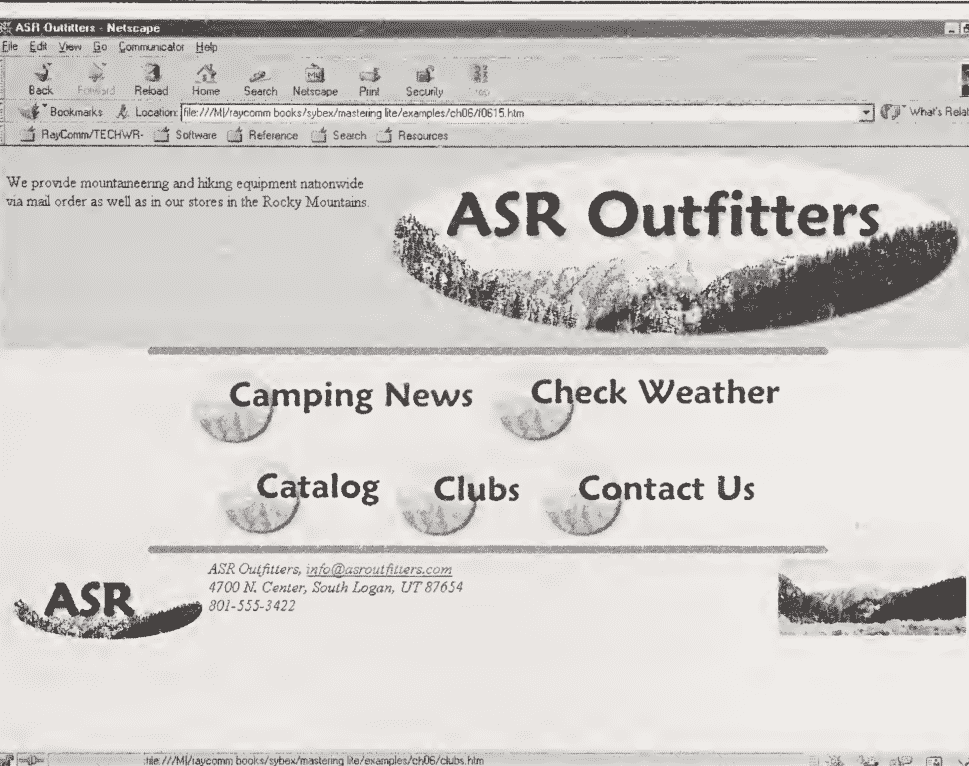 ASR Outfitters - Netscape
File Edit View Go Communicator Help
Back Forward Reload Home Search Netscape Print Security Stop
Bookmarks Location: file:///M|/raycomm books/sybex/mastering lite/examples/ch06/f0615.htm What's Relat
RayComm/TECHWR- Software Reference Search Resources
We provide mountaineering and hiking equipment nationwide
via mail order as well as in our stores in the Rocky Mountains.
ASR Outfitters
Camping News Check Weather
Catalog Clubs Contact Us
ASR Outfitters, info@asroutfitters.com
4700 N. Center, South Logan, UT 87654
801-555-3422
ASR
file:///M|/raycomm books/sybex/mastering lite/examples/ch06/clubs.htm